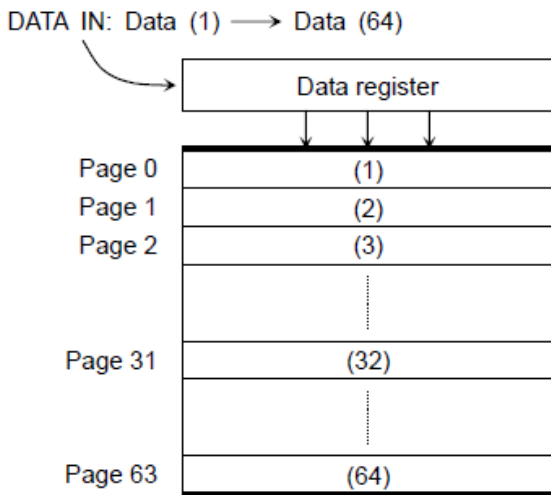 DATA IN: Data (1) ⟶ Data (64)
Data register
Page 0 (1)
Page 1 (2)
Page 2 (3)
Page 31 (32)
Page 63 (64)